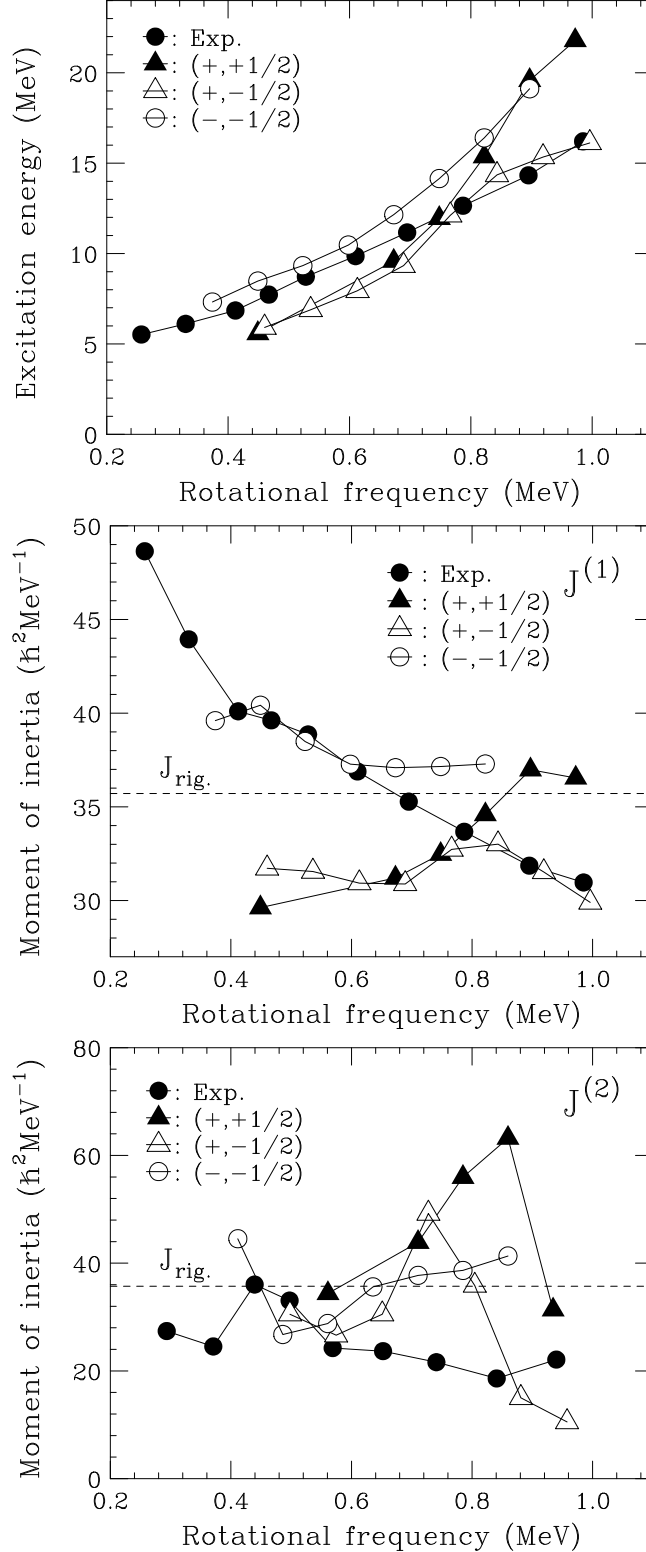 Excitation energy (MeV)
20
15
10
5
0
● : Exp.
▲ : (+,+1/2)
△ : (+,-1/2)
○ : (-,-1/2)
0.2 0.4 0.6 0.8 1.0
Rotational frequency (MeV)
Moment of inertia (ħ²MeV⁻¹)
50
45
40
35
30
● : Exp.
▲ : (+,+1/2)
△ : (+,-1/2)
○ : (-,-1/2)
J⁽¹⁾
J rig.
0.2 0.4 0.6 0.8 1.0
Rotational frequency (MeV)
Moment of inertia (ħ²MeV⁻¹)
80
60
40
20
0
● : Exp.
▲ : (+,+1/2)
△ : (+,-1/2)
○ : (-,-1/2)
J⁽²⁾
J rig.
0.2 0.4 0.6 0.8 1.0
Rotational frequency (MeV)